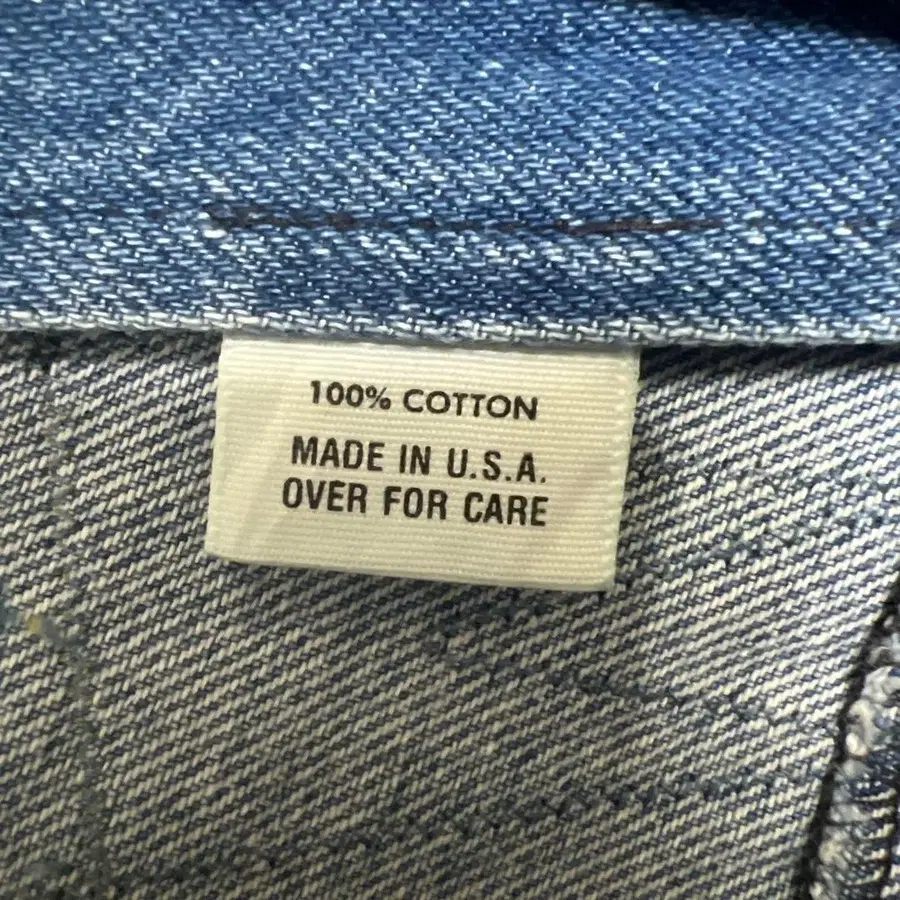 100% COTTON
MADE IN U.S.A.
OVER FOR CARE